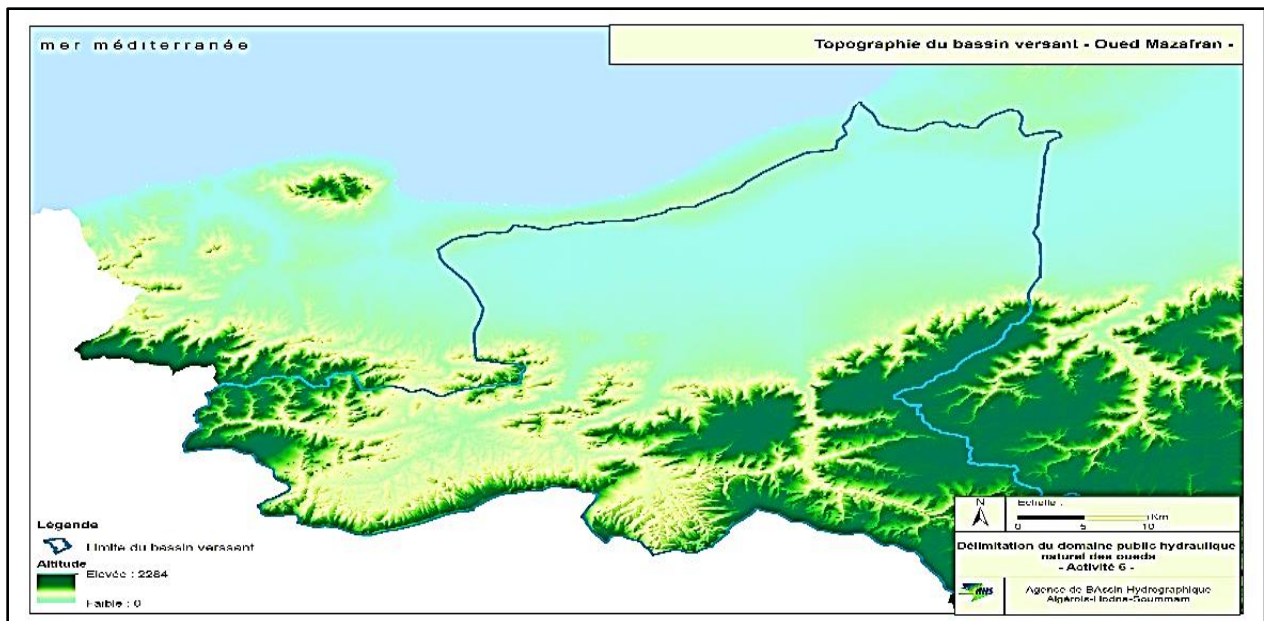 mer méditerranée
Topographie du bassin versant - Oued Mazafran -
Légende
Limite du bassin verssant
Altitude
Elevée : 2284
Faible : 0
N
Echelle :
0 5 10 Km
Délimitation du domaine public hydraulique
naturel des oueds
- Activité 6 -
Agence de BAssin Hydrographique
Algérois-Hodna-Soummam